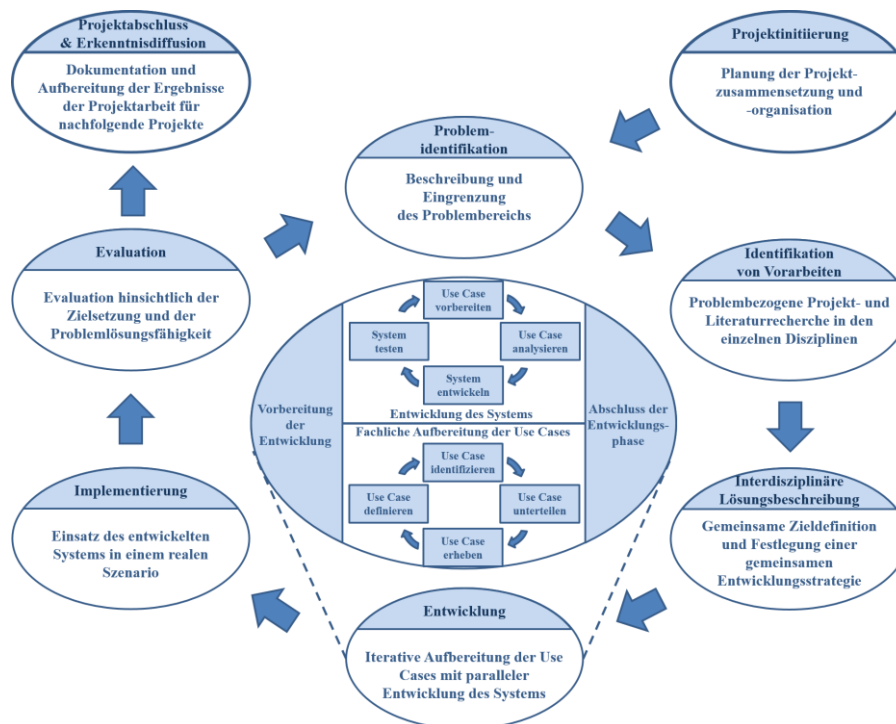 Projektabschluss
& Erkenntnisdiffusion
Dokumentation und
Aufbereitung der Ergebnisse
der Projektarbeit für
nachfolgende Projekte
Projektinitiierung
Planung der Projekt-
zusammensetzung und
-organisation
Problem-
identifikation
Beschreibung und
Eingrenzung
des Problembereichs
Evaluation
Evaluation hinsichtlich der
Zielsetzung und der
Problemlösungsfähigkeit
Identifikation
von Vorarbeiten
Problembezogene Projekt- und
Literaturrecherche in den
einzelnen Disziplinen
Vorbereitung
der
Entwicklung
Use Case
vorbereiten
System
testen
Use Case
analysieren
System
entwickeln
Entwicklung des Systems
Fachliche Aufbereitung der Use Cases
Use Case
identifizieren
Use Case
definieren
Use Case
unterteilen
Use Case
erheben
Abschluss der
Entwicklungs-
phase
Implementierung
Einsatz des entwickelten
Systems in einem realen
Szenario
Interdisziplinäre
Lösungsbeschreibung
Gemeinsame Zieldefinition
und Festlegung einer
gemeinsamen
Entwicklungsstrategie
Entwicklung
Iterative Aufbereitung der Use
Cases mit paralleler
Entwicklung des Systems